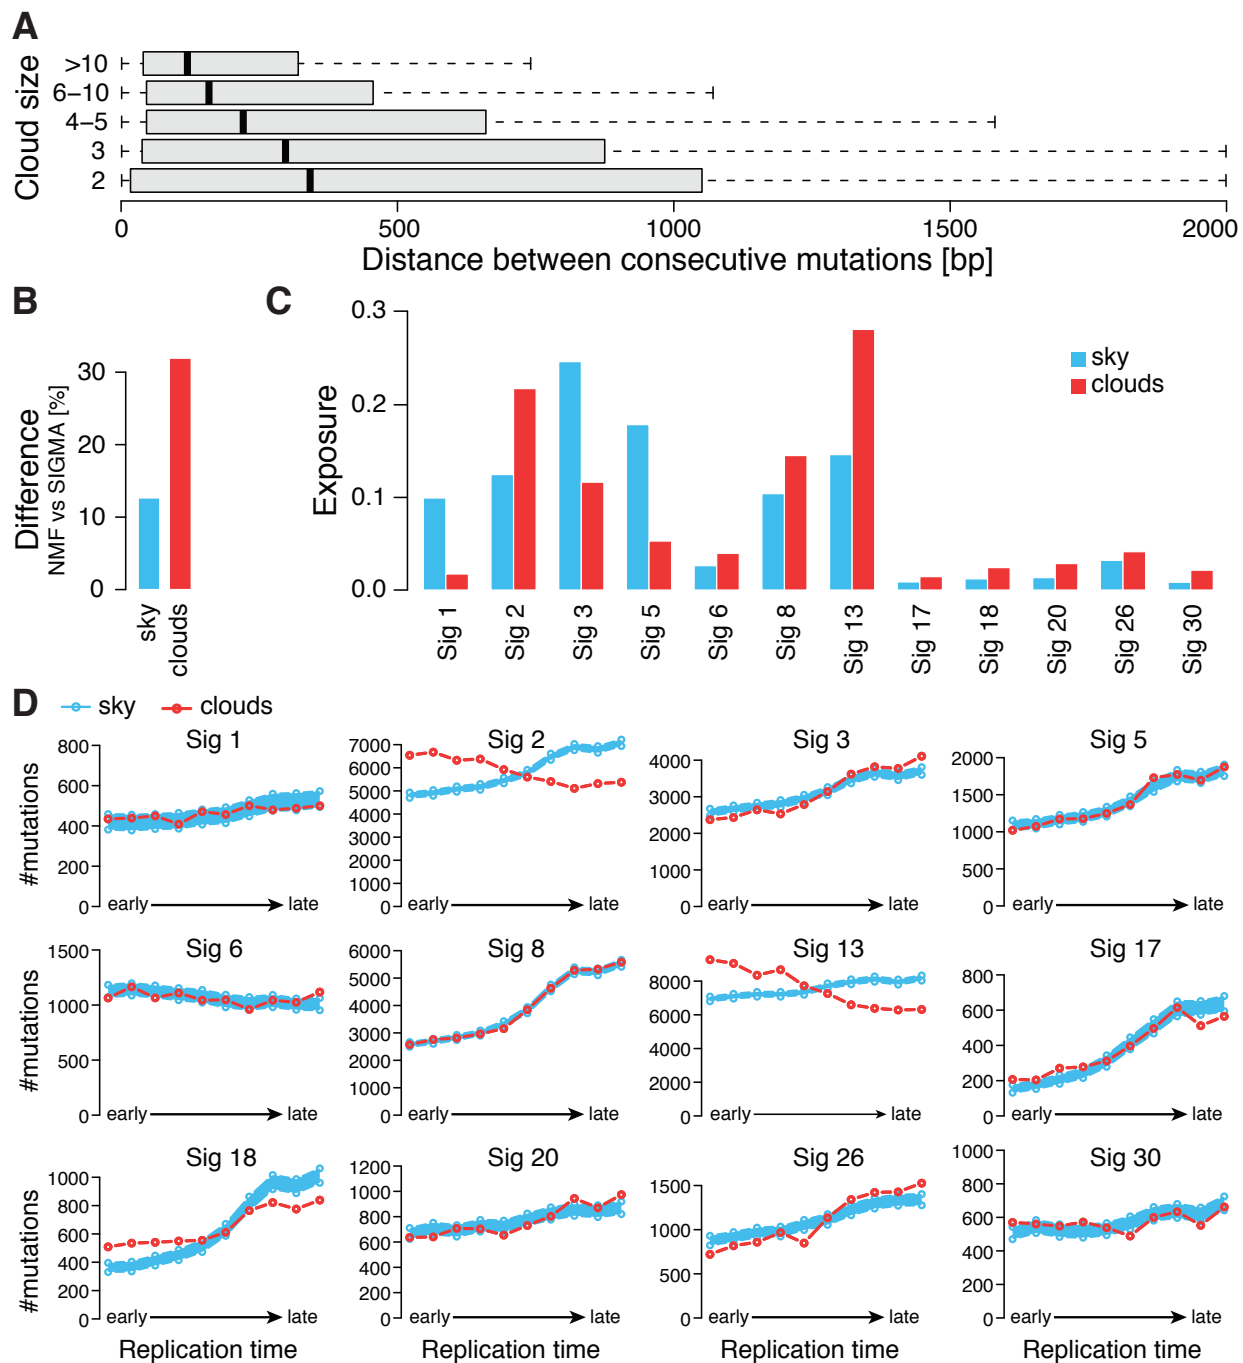 A
Cloud size
>10
6–10
4–5
3
2
0 500 1000 1500 2000
Distance between consecutive mutations [bp]
B
Difference
NMF vs SIGMA [%]
30
20
10
0
sky
clouds
C
Exposure
0.3
0.2
0.1
0.0
sky
clouds
Sig 1
Sig 2
Sig 3
Sig 5
Sig 6
Sig 8
Sig 13
Sig 17
Sig 18
Sig 20
Sig 26
Sig 30
D
sky clouds
Sig 1
#mutations
800
600
400
200
0
early late
Sig 2
7000
6000
5000
4000
3000
2000
1000
0
early late
Sig 3
4000
3000
2000
1000
0
early late
Sig 5
2000
1500
1000
500
0
early late
Sig 6
#mutations
1500
1000
500
0
early late
Sig 8
6000
5000
4000
3000
2000
1000
0
early late
Sig 13
8000
6000
4000
2000
0
early late
Sig 17
800
600
400
200
0
early late
Sig 18
#mutations
1000
800
600
400
200
0
early late
Replication time
Sig 20
1200
1000
800
600
400
200
0
early late
Replication time
Sig 26
1500
1000
500
0
early late
Replication time
Sig 30
1000
800
600
400
200
0
early late
Replication time